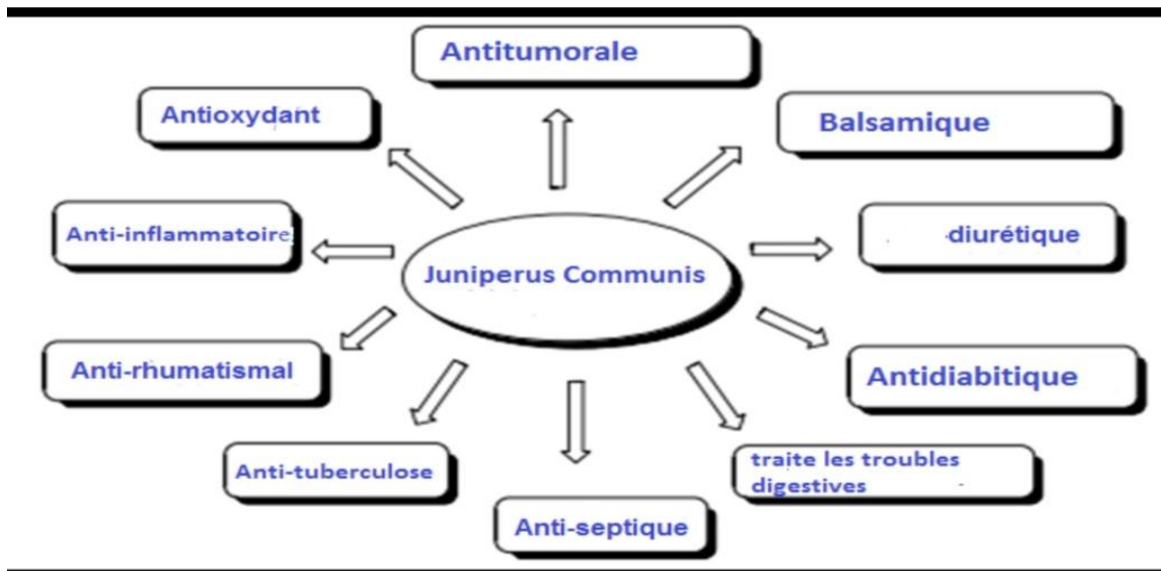 Antitumorale
Antioxydant
Balsamique
Anti-inflammatoire
diurétique
Juniperus Communis
Anti-rhumatismal
Antidiabitique
Anti-tuberculose
traite les troubles
digestives
Anti-septique